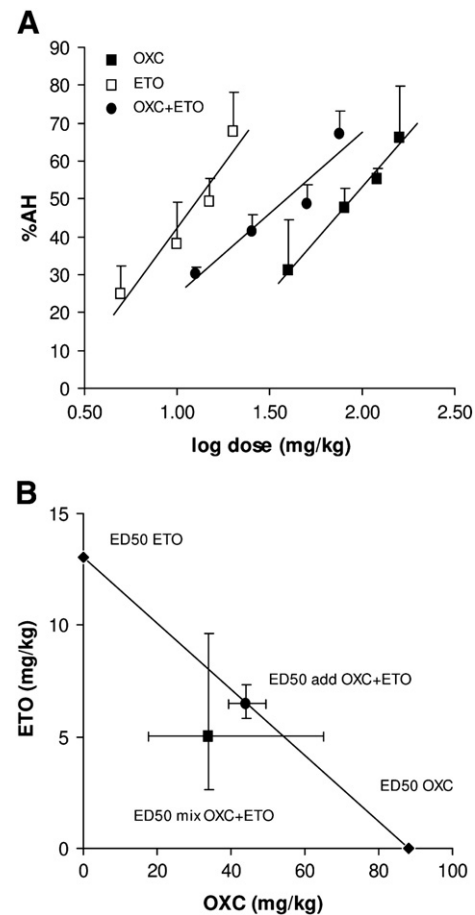 A
90
80
70
60
50
40
30
20
10
0
%AH
OXC
ETO
OXC+ETO
0.50 1.00 1.50 2.00 2.50
log dose (mg/kg)
B
15
10
5
0
ETO (mg/kg)
ED50 ETO
ED50 add OXC+ETO
ED50 OXC
ED50 mix OXC+ETO
0 20 40 60 80 100
OXC (mg/kg)